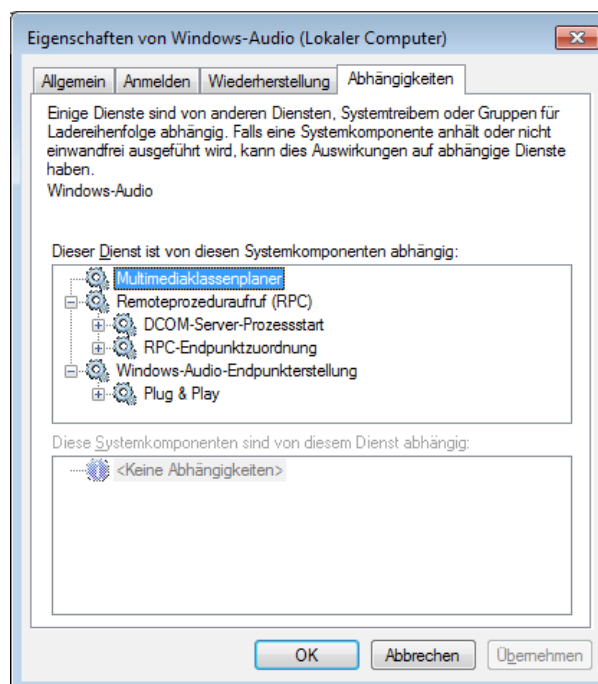 Eigenschaften von Windows-Audio (Lokaler Computer)
Allgemein Anmelden Wiederherstellung Abhängigkeiten
Einige Dienste sind von anderen Diensten, Systemtreibern oder Gruppen für
Ladereihenfolge abhängig. Falls eine Systemkomponente anhält oder nicht
einwandfrei ausgeführt wird, kann dies Auswirkungen auf abhängige Dienste
haben.
Windows-Audio
Dieser Dienst ist von diesen Systemkomponenten abhängig:
Multimediaklassenplaner
Remoteprozeduraufruf (RPC)
DCOM-Server-Prozessstart
RPC-Endpunktzuordnung
Windows-Audio-Endpunkterstellung
Plug & Play
Diese Systemkomponenten sind von diesem Dienst abhängig:
<Keine Abhängigkeiten>
OK Abbrechen Übernehmen